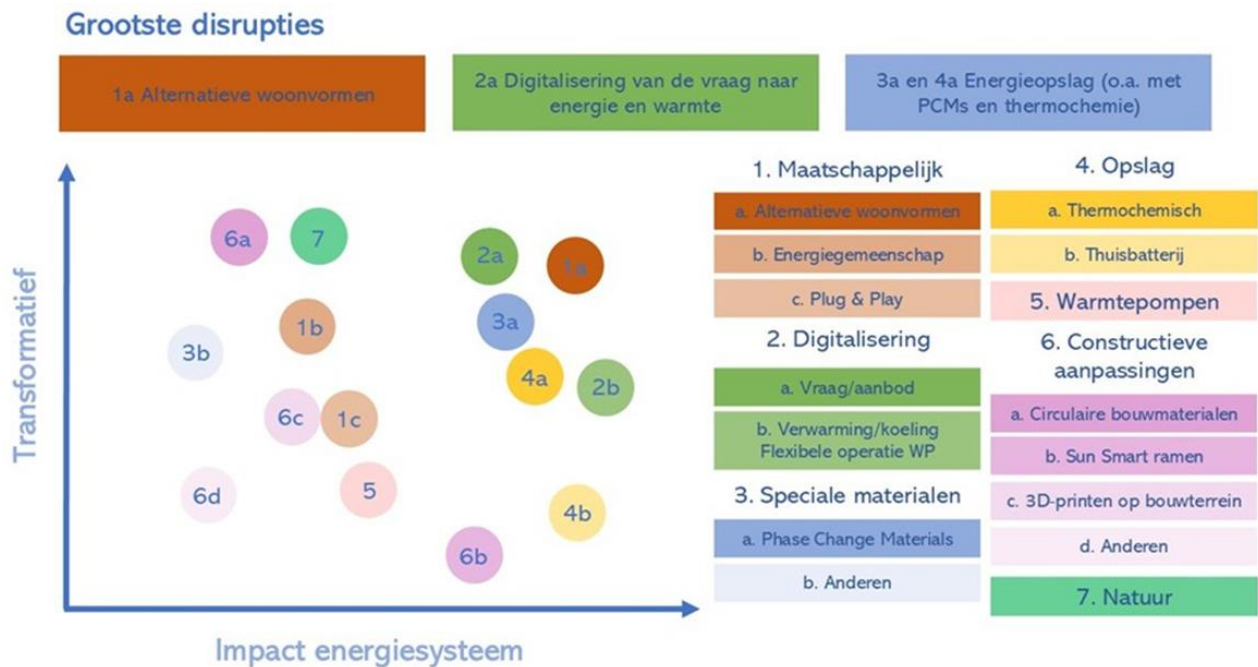 Grootste disrupties
1a Alternatieve woonvormen
2a Digitalisering van de vraag naar
energie en warmte
3a en 4a Energieopslag (o.a. met
PCMs en thermochemie)
Transformatief
6a
7
2a
1a
3a
1b
3b
4a
2b
6c
1c
5
6d
4b
6b
Impact energiesysteem
1. Maatschappelijk
a. Alternatieve woonvormen
b. Energiegemeenschap
c. Plug & Play
2. Digitalisering
a. Vraag/aanbod
b. Verwarming/koeling
Flexibele operatie WP
3. Speciale materialen
a. Phase Change Materials
b. Anderen
4. Opslag
a. Thermochemisch
b. Thuisbatterij
5. Warmtepompen
6. Constructieve
aanpassingen
a. Circulaire bouwmaterialen
b. Sun Smart ramen
c. 3D-printen op bouwterrein
d. Anderen
7. Natuur